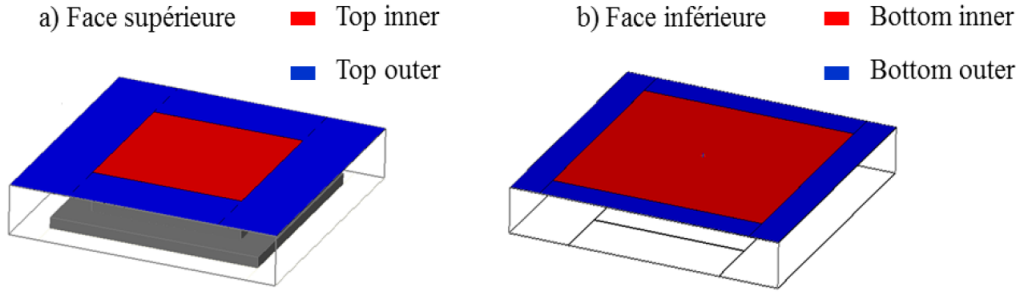 a) Face supérieure
Top inner
Top outer
b) Face inférieure
Bottom inner
Bottom outer